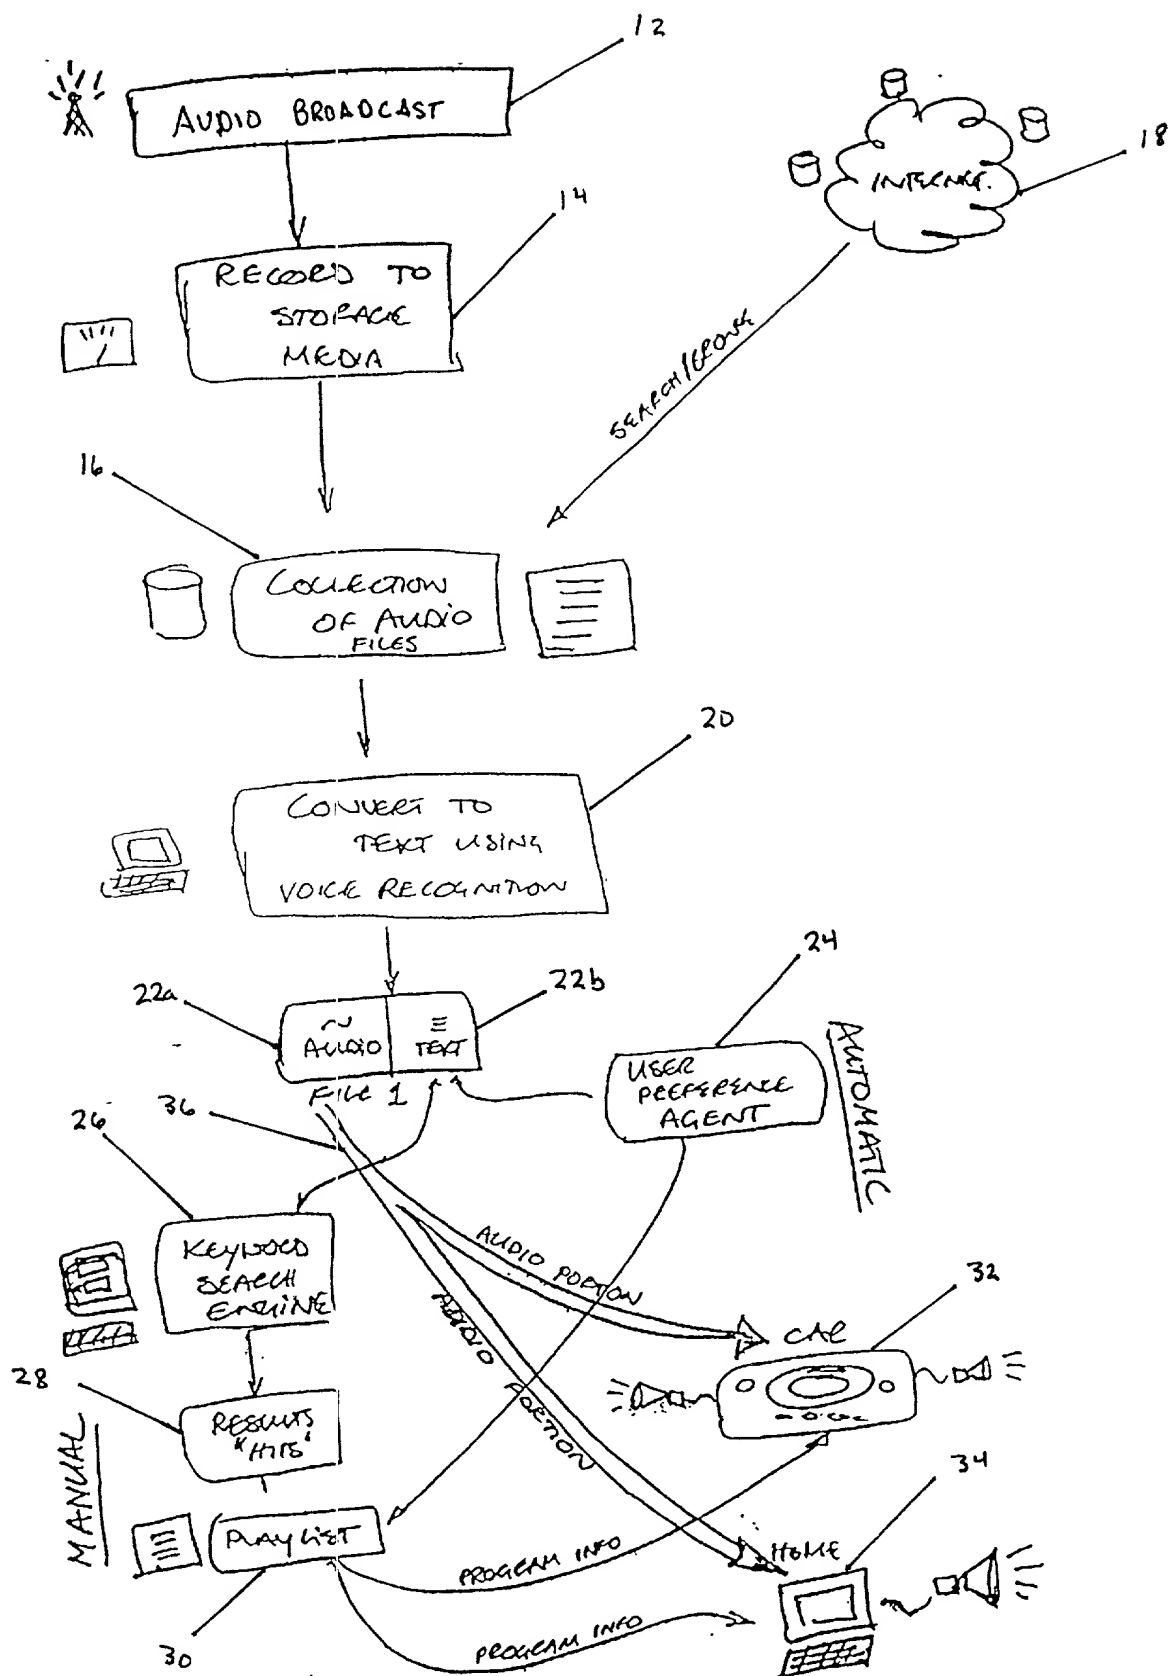 12
AUDIO BROADCAST
18
INTERNET.
14
RECORD TO
STORAGE
MEDIA
SEARCH/BROWSE
16
COLLECTION
OF AUDIO
FILES
20
CONVERT TO
TEXT USING
VOICE RECOGNITION
24
22a
22b
~
AUDIO
≡
TEXT
FILE 1
USER
PREFERENCE
AGENT
AUTOMATIC
36
26
KEYWORD
SEARCH
ENGINE
AUDIO PORTION
AUDIO PORTION
32
CAR
28
RESULTS
"HITS"
MANUAL
34
PLAYLIST
PROGRAM INFO
HOME
PROGRAM INFO
30